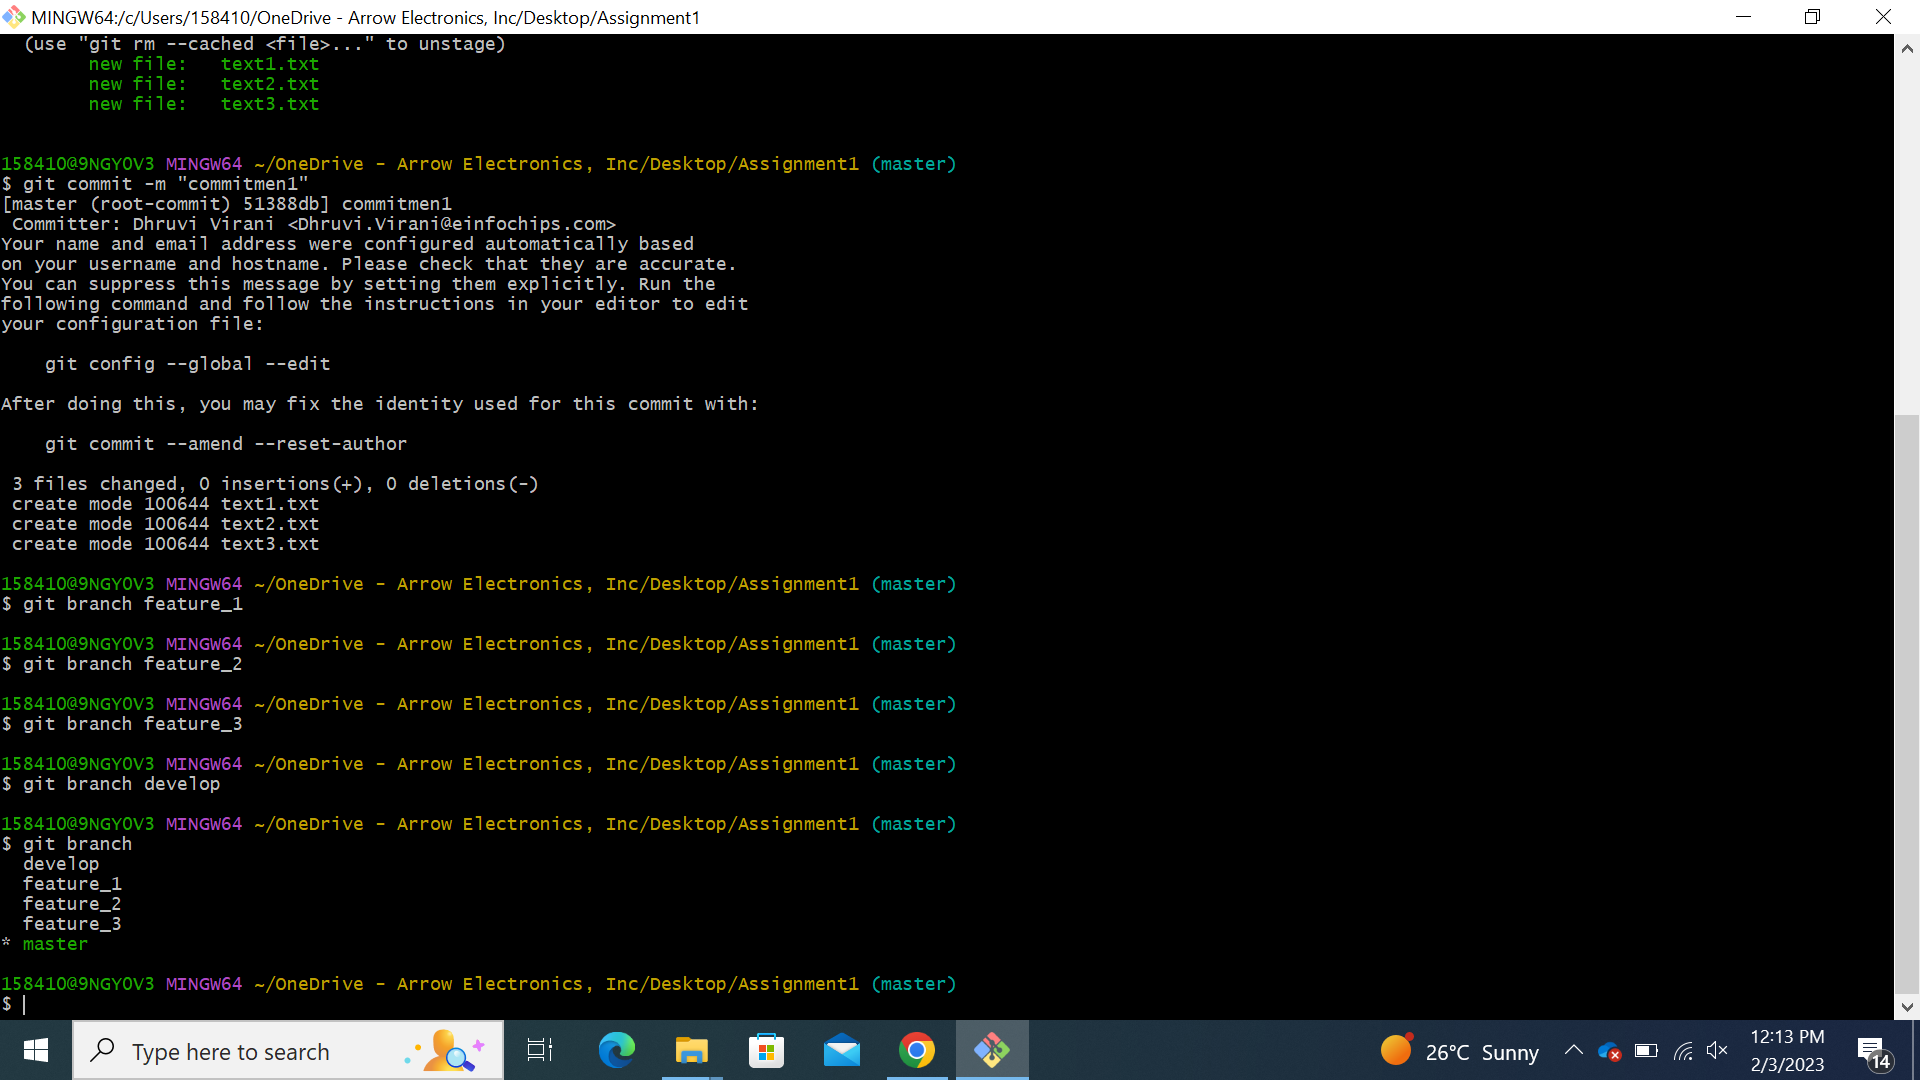 MINGW64:/c/Users/158410/OneDrive - Arrow Electronics, Inc/Desktop/Assignment1
(use "git rm --cached <file>..." to unstage)
new file:   text1.txt
new file:   text2.txt
new file:   text3.txt
158410@9NGY0V3 MINGW64 ~/OneDrive - Arrow Electronics, Inc/Desktop/Assignment1 (master)
$ git commit -m "commitmen1"
[master (root-commit) 51388db] commitmen1
Committer: Dhruvi Virani <Dhruvi.Virani@einfochips.com>
Your name and email address were configured automatically based
on your username and hostname. Please check that they are accurate.
You can suppress this message by setting them explicitly. Run the
following command and follow the instructions in your editor to edit
your configuration file:
git config --global --edit
After doing this, you may fix the identity used for this commit with:
git commit --amend --reset-author
3 files changed, 0 insertions(+), 0 deletions(-)
create mode 100644 text1.txt
create mode 100644 text2.txt
create mode 100644 text3.txt
158410@9NGY0V3 MINGW64 ~/OneDrive - Arrow Electronics, Inc/Desktop/Assignment1 (master)
$ git branch feature_1
158410@9NGY0V3 MINGW64 ~/OneDrive - Arrow Electronics, Inc/Desktop/Assignment1 (master)
$ git branch feature_2
158410@9NGY0V3 MINGW64 ~/OneDrive - Arrow Electronics, Inc/Desktop/Assignment1 (master)
$ git branch feature_3
158410@9NGY0V3 MINGW64 ~/OneDrive - Arrow Electronics, Inc/Desktop/Assignment1 (master)
$ git branch develop
158410@9NGY0V3 MINGW64 ~/OneDrive - Arrow Electronics, Inc/Desktop/Assignment1 (master)
$ git branch
develop
feature_1
feature_2
feature_3
* master
158410@9NGY0V3 MINGW64 ~/OneDrive - Arrow Electronics, Inc/Desktop/Assignment1 (master)
$
Type here to search
26°C Sunny
12:13 PM
2/3/2023
14